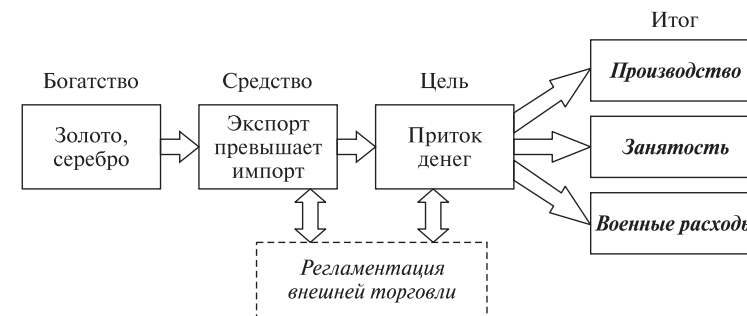 Итог
Богатство
Средство
Цель
Золото,
серебро
Экспорт
превышает
импорт
Приток
денег
Производство
Занятость
Военные расходы
Регламентация
внешней торговли